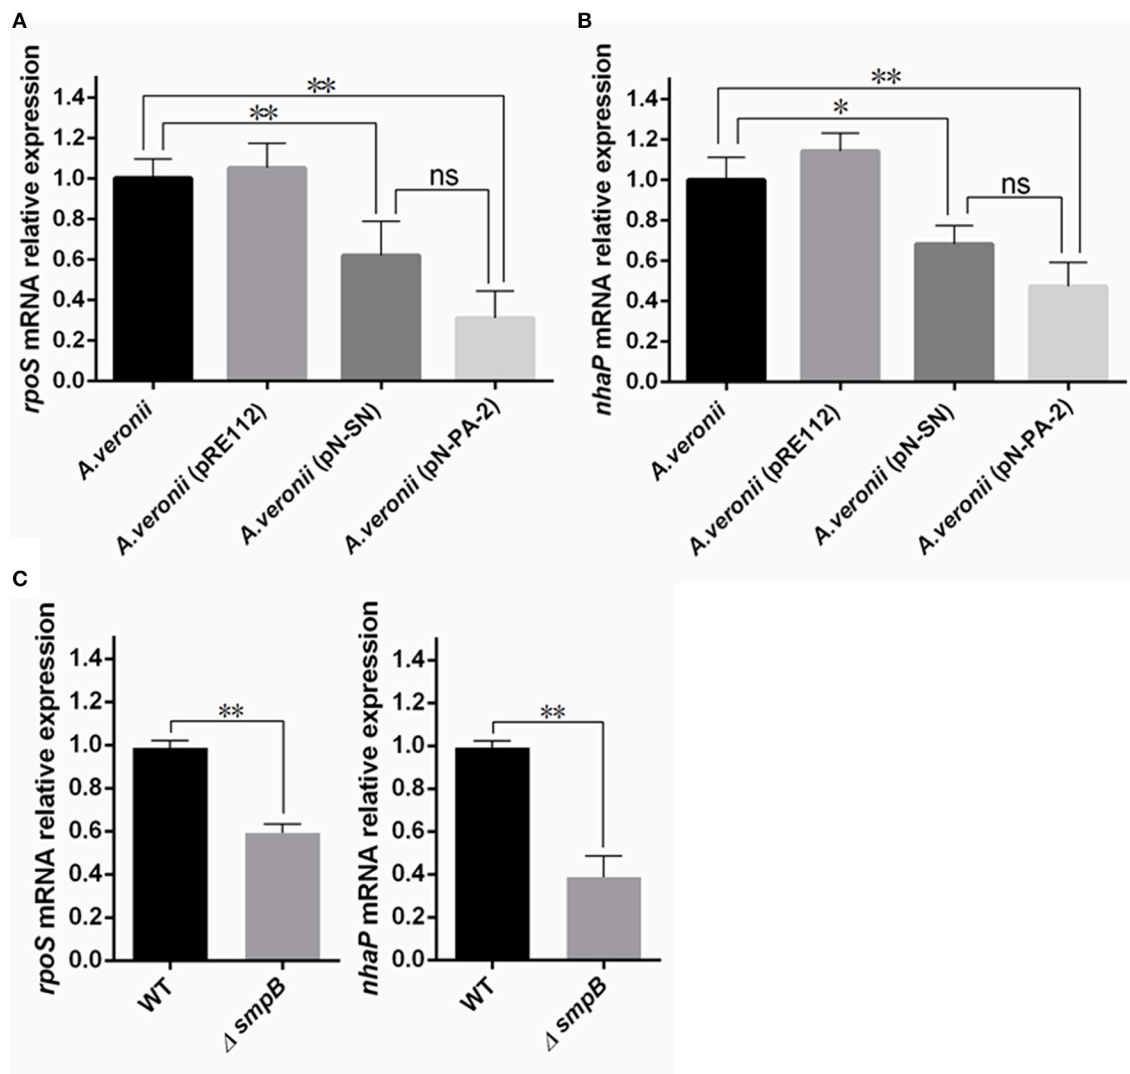 A
rpoS mRNA relative expression
1.4
1.2
1.0
0.8
0.6
0.4
0.2
0.0
**
**
ns
A.veronii
A.veronii (pRE112)
A.veronii (pN-SN)
A.veronii (pN-PA-2)
B
nhaP mRNA relative expression
1.4
1.2
1.0
0.8
0.6
0.4
0.2
0.0
**
*
ns
A.veronii
A.veronii (pRE112)
A.veronii (pN-SN)
A.veronii (pN-PA-2)
C
rpoS mRNA relative expression
1.4
1.2
1.0
0.8
0.6
0.4
0.2
0.0
**
WT
Δ smpB
nhaP mRNA relative expression
1.4
1.2
1.0
0.8
0.6
0.4
0.2
0.0
**
WT
Δ smpB